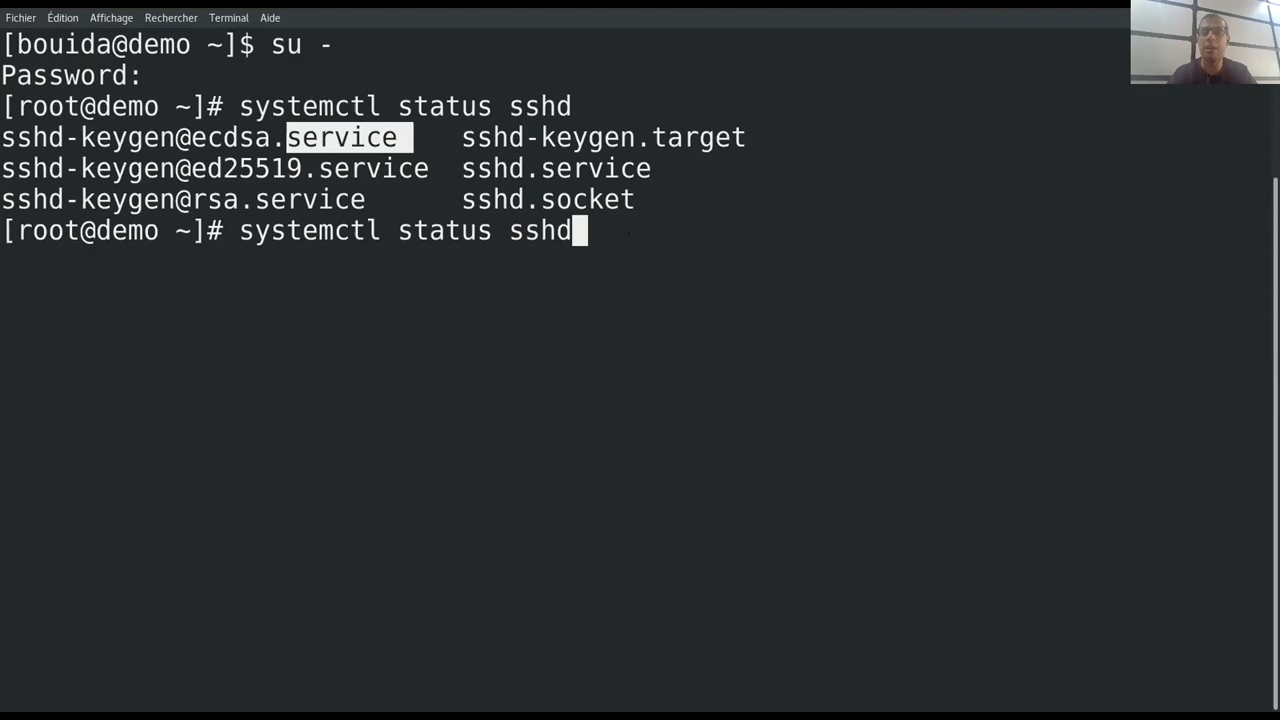 Fichier Édition Affichage Rechercher Terminal Aide
[bouida@demo ~]$ su -
Password:
[root@demo ~]# systemctl status sshd
sshd-keygen@ecdsa.service sshd-keygen.target
sshd-keygen@ed25519.service sshd.service
sshd-keygen@rsa.service sshd.socket
[root@demo ~]# systemctl status sshd